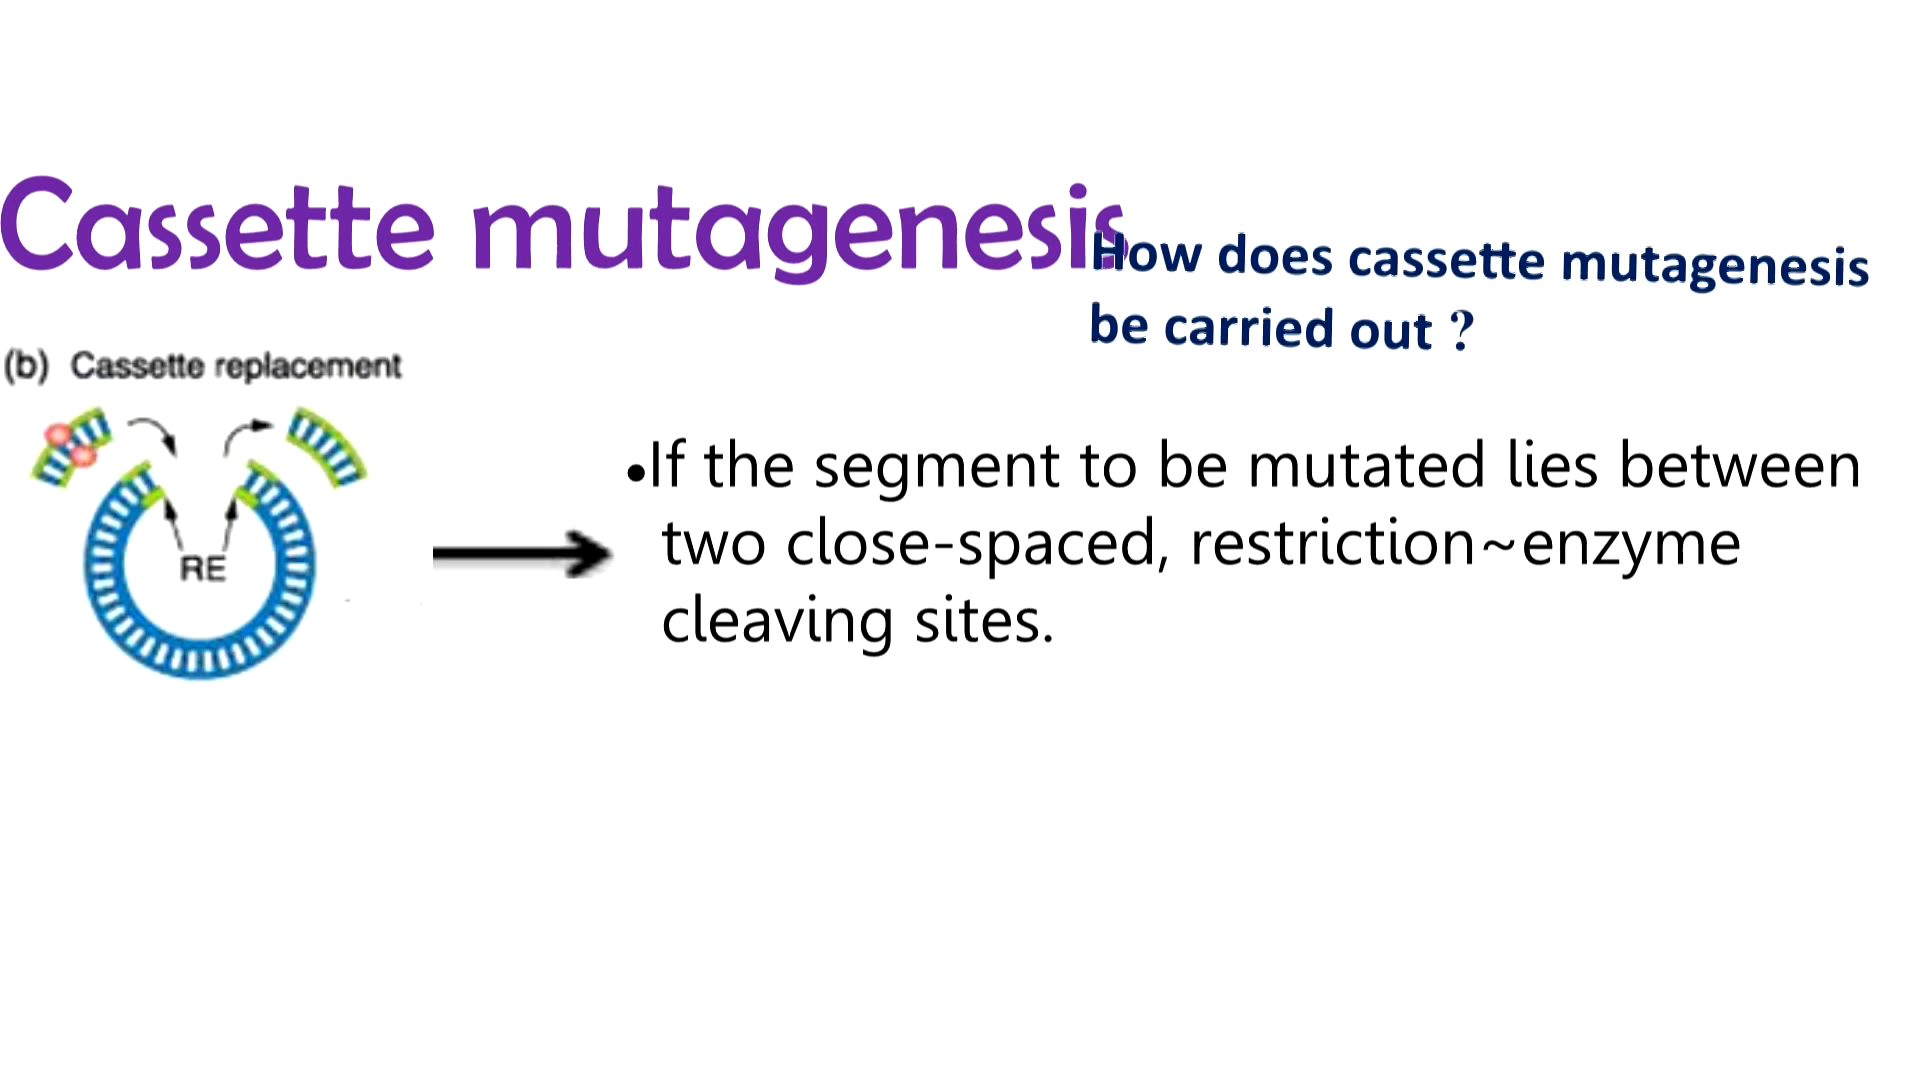 Cassette mutagenesis
How does cassette mutagenesis
be carried out ?
(b) Cassette replacement
RE
•If the segment to be mutated lies between
two close-spaced, restriction~enzyme
cleaving sites.